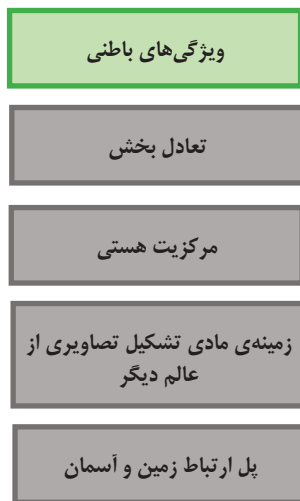 ویژگی‌های باطنی
تعادل بخش
مرکزیت هستی
زمینه‌ی مادی تشکیل تصاویری از
عالم دیگر
پل ارتباط زمین و آسمان